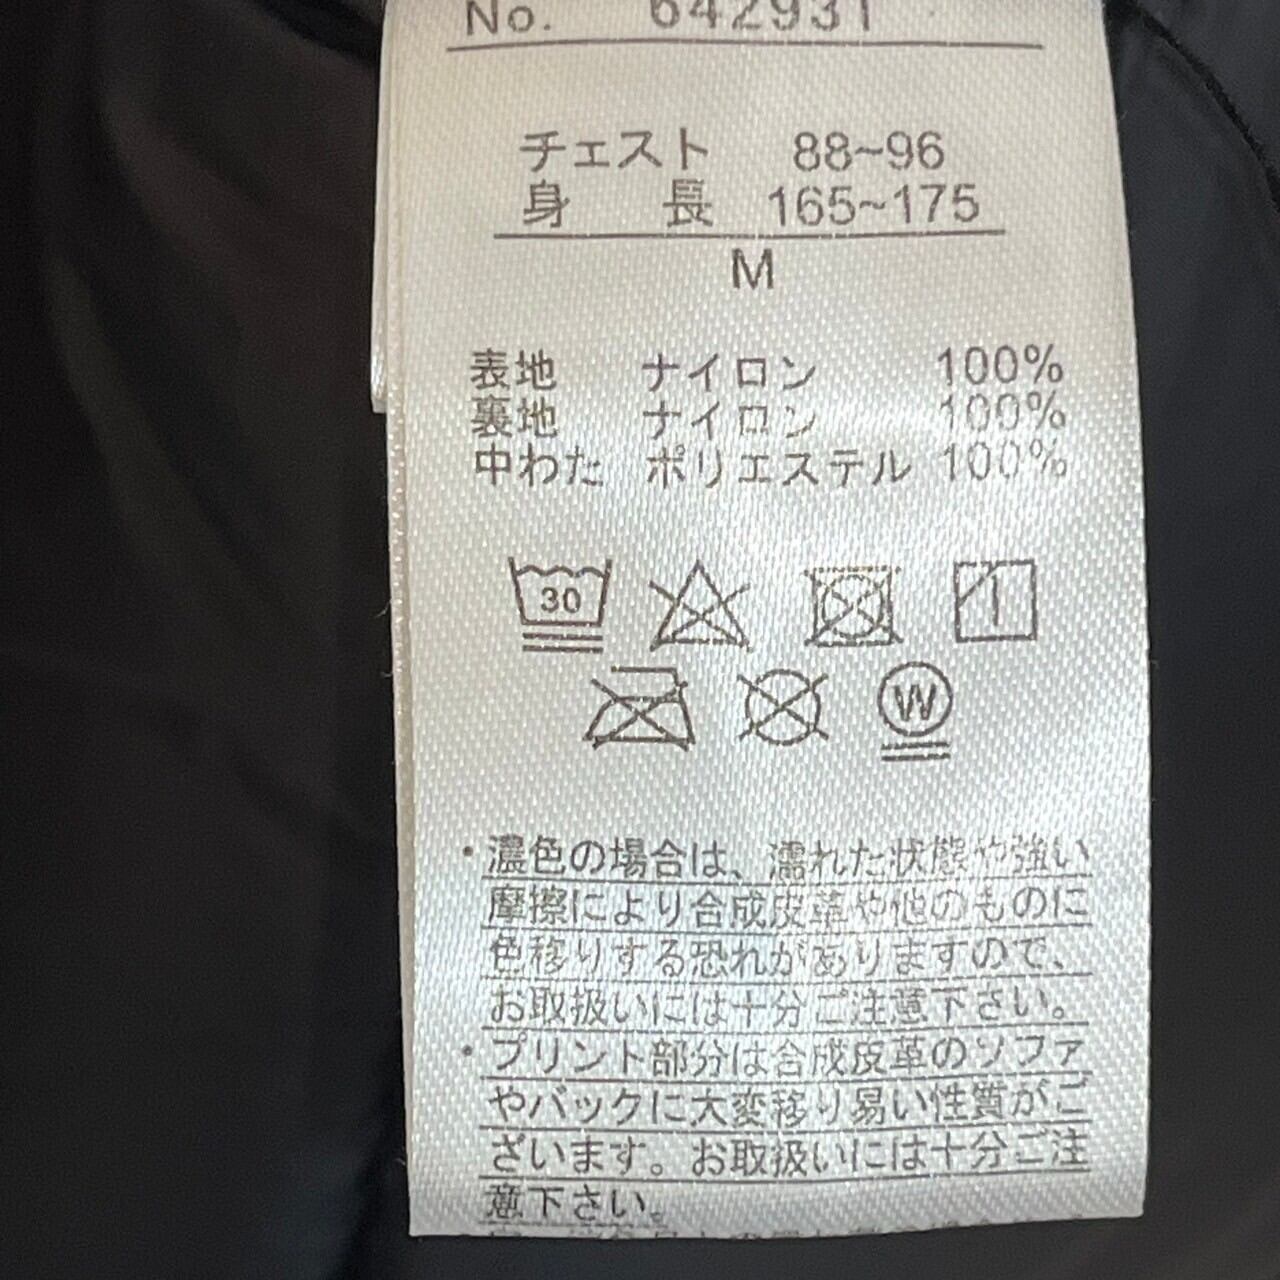 No. 642931
チェスト 88~96
身 長 165~175
M
表地 ナイロン 100%
裏地 ナイロン 100%
中わた ポリエステル 100%
30
W
・濃色の場合は、濡れた状態や強い
摩擦により合成皮革や他のものに
色移りする恐れがありますので、
お取扱いには十分ご注意下さい。
・プリント部分は合成皮革のソファ
やバックに大変移り易い性質がご
ざいます。お取扱いには十分ご注
意下さい。